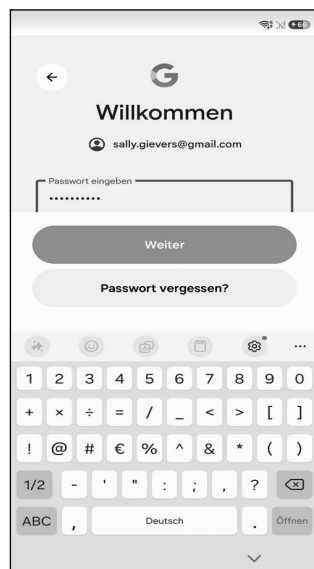 Willkommen
sally.gievers@gmail.com
Passwort eingeben
••••••••••
Weiter
Passwort vergessen?
1 2 3 4 5 6 7 8 9 0
+ × ÷ = / _ < > [ ]
! @ # € % ^ & * ( )
1/2 - ' " : ; , ?
ABC , Deutsch . Öffnen